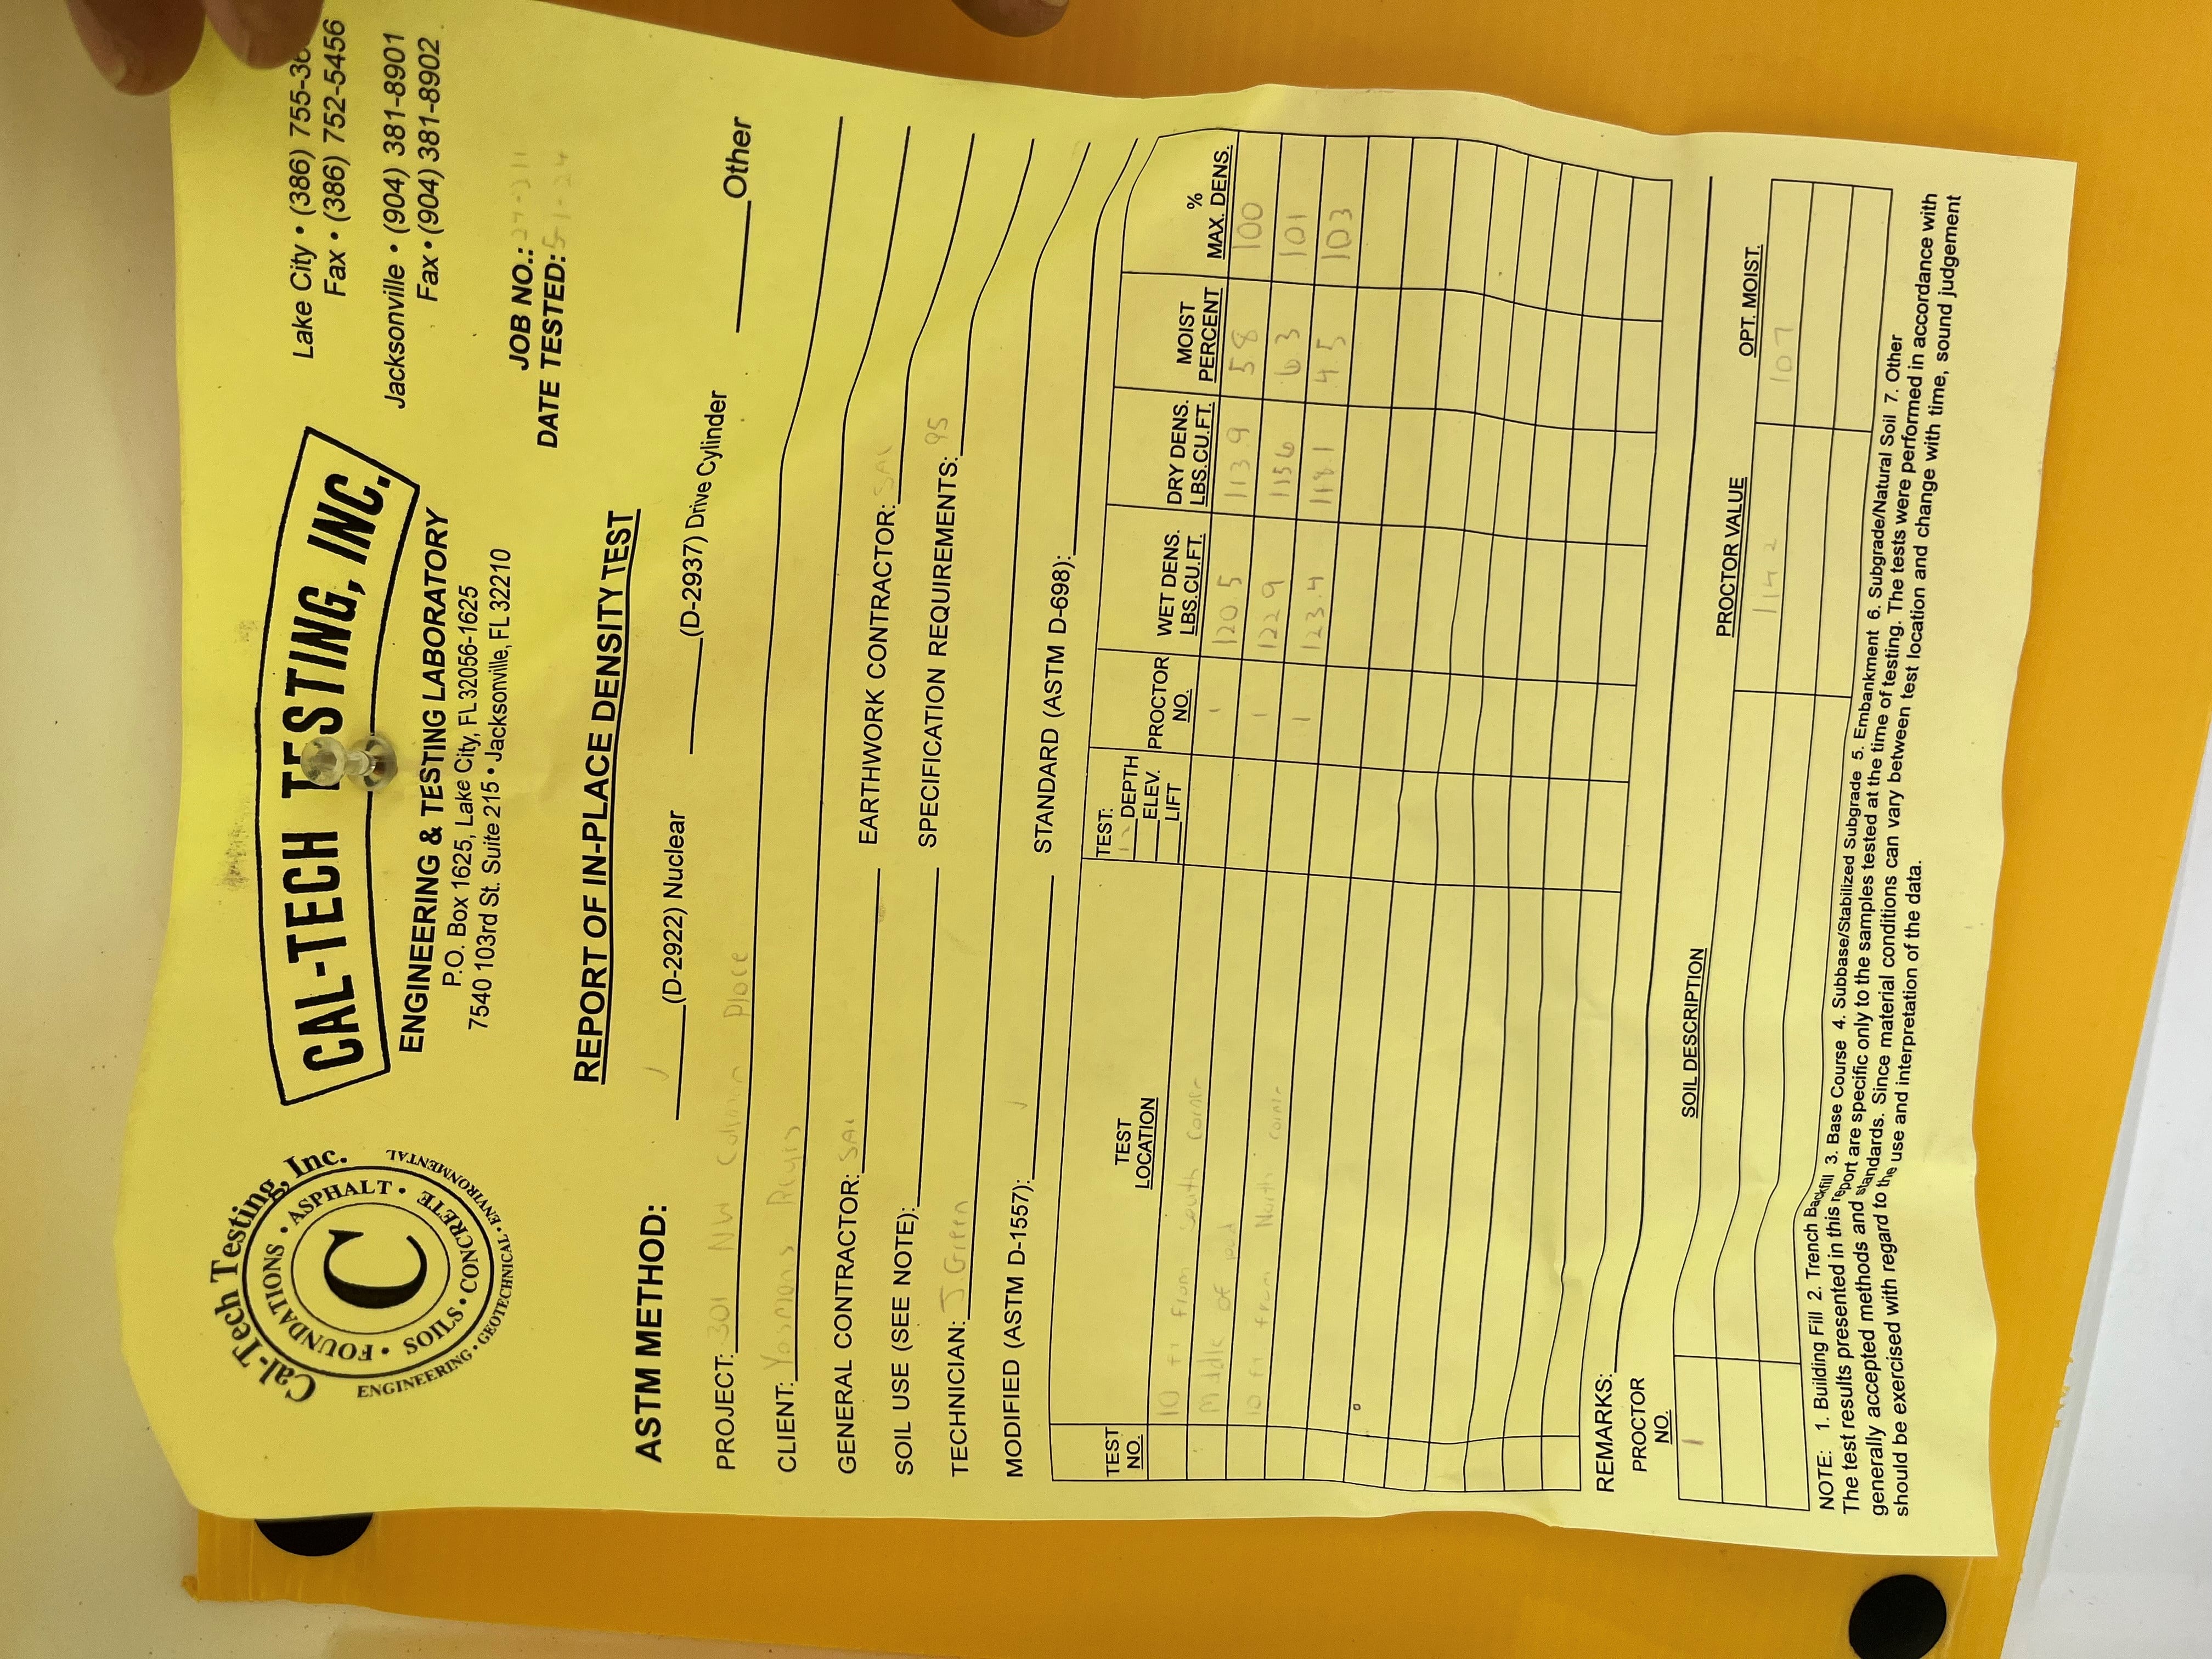 Cal-Tech Testing, Inc.
FOUNDATIONS • ASPHALT •
SOILS • CONCRETE
ENGINEERING • GEOTECHNICAL • ENVIRONMENTAL
C
CAL-TECH TESTING, INC.
ENGINEERING & TESTING LABORATORY
P.O. Box 1625, Lake City, FL 32056-1625
7540 103rd St. Suite 215 • Jacksonville, FL 32210
Lake City • (386) 755-36
Fax • (386) 752-5456
Jacksonville • (904) 381-8901
Fax • (904) 381-8902
JOB NO.:
DATE TESTED: 5-1-24
REPORT OF IN-PLACE DENSITY TEST
ASTM METHOD: ✓ (D-2922) Nuclear (D-2937) Drive Cylinder Other
PROJECT: 301 NW Place
CLIENT:
GENERAL CONTRACTOR: EARTHWORK CONTRACTOR:
SOIL USE (SEE NOTE): SPECIFICATION REQUIREMENTS: 95
TECHNICIAN: J. Green
MODIFIED (ASTM D-1557): ✓ STANDARD (ASTM D-698):
TEST NO. TEST LOCATION TEST: 12 DEPTH ELEV. LIFT PROCTOR NO. WET DENS. LBS.CU.FT. DRY DENS. LBS.CU.FT. MOIST PERCENT % MAX. DENS.
10 ft from South Corner 1 120.5 113.9 5.8 100
Middle of pad 1 122.9 115.6 6.3 101
10 ft from North Corner 1 123.4 118.1 4.5 103
REMARKS:
PROCTOR NO. SOIL DESCRIPTION PROCTOR VALUE OPT. MOIST.
1 114.2 10.7
NOTE: 1. Building Fill 2. Trench Backfill 3. Base Course 4. Subbase/Stabilized Subgrade 5. Embankment 6. Subgrade/Natural Soil 7. Other
The test results presented in this report are specific only to the samples tested at the time of testing. The tests were performed in accordance with
generally accepted methods and standards. Since material conditions can vary between test location and change with time, sound judgement
should be exercised with regard to the use and interpretation of the data.